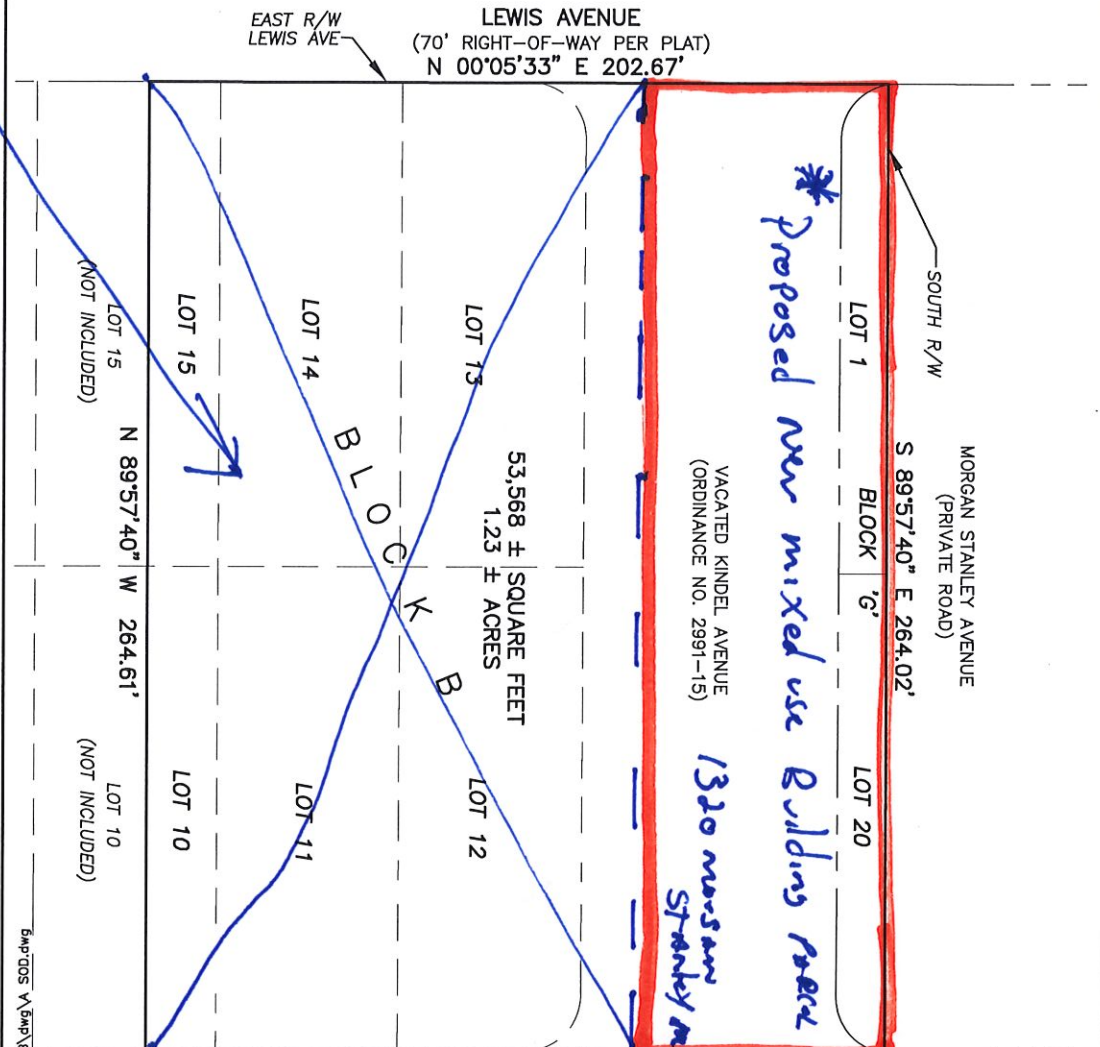 LEWIS AVENUE
(70' RIGHT-OF-WAY PER PLAT)
N 00°05'33" E 202.67'
EAST R/W
LEWIS AVE
MORGAN STANLEY AVENUE
(PRIVATE ROAD)
S 89°57'40" E 264.02'
SOUTH R/W
LOT 1
BLOCK 'G'
LOT 20
* Proposed new mixed use Building PARCEL
VACATED KINDEL AVENUE
(ORDINANCE NO. 2991-15)
1320 morgan
STanley
53,568 ± SQUARE FEET
1.23 ± ACRES
LOT 13
LOT 12
BLOCK B
LOT 14
LOT 11
LOT 15
LOT 10
N 89°57'40" W 264.61'
LOT 15
(NOT INCLUDED)
LOT 10
(NOT INCLUDED)